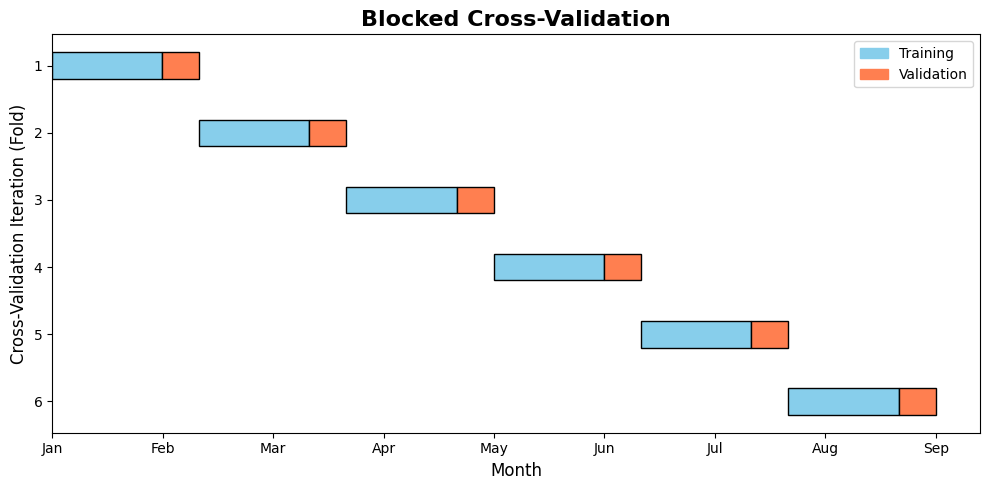 Blocked Cross-Validation
Training
Validation
Cross-Validation Iteration (Fold)
1
2
3
4
5
6
Jan Feb Mar Apr May Jun Jul Aug Sep
Month